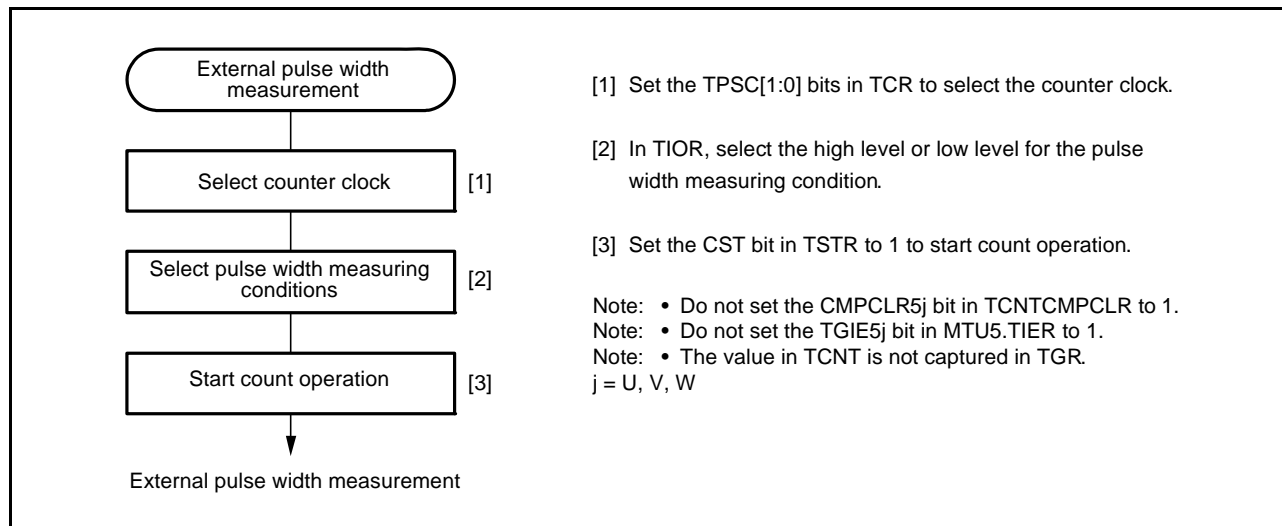 External pulse width
measurement
Select counter clock
[1]
Select pulse width measuring
conditions
[2]
Start count operation
[3]
External pulse width measurement
[1] Set the TPSC[1:0] bits in TCR to select the counter clock.
[2] In TIOR, select the high level or low level for the pulse
width measuring condition.
[3] Set the CST bit in TSTR to 1 to start count operation.
Note: • Do not set the CMPCLR5j bit in TCNTCMPCLR to 1.
Note: • Do not set the TGIE5j bit in MTU5.TIER to 1.
Note: • The value in TCNT is not captured in TGR.
j = U, V, W